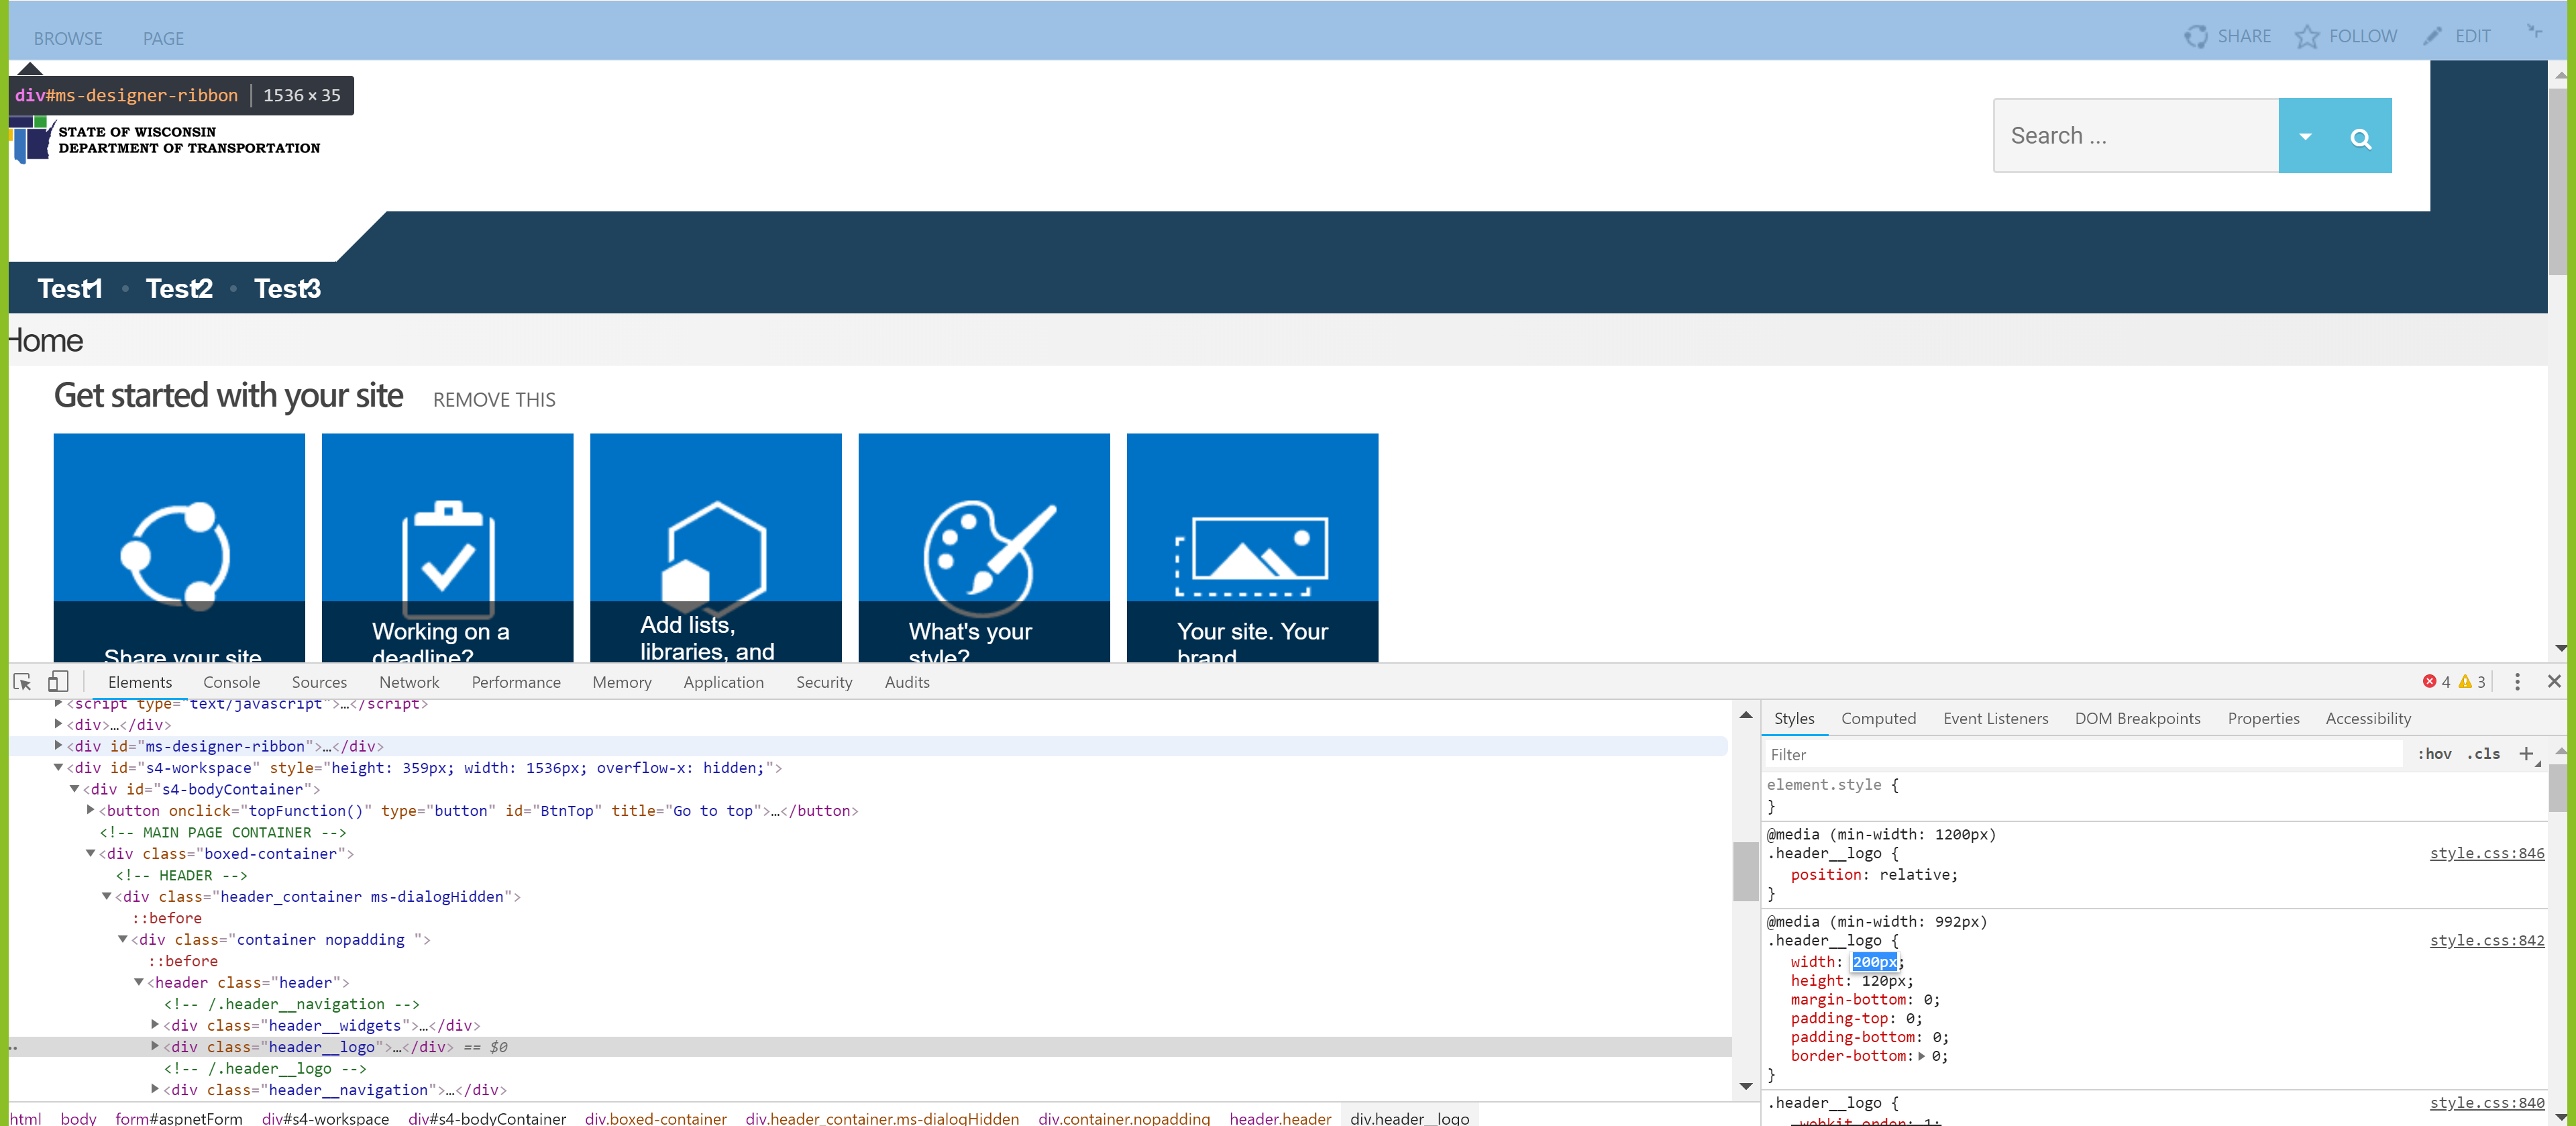 BROWSE PAGE SHARE FOLLOW EDIT
div#ms-designer-ribbon 1536 × 35
STATE OF WISCONSIN
DEPARTMENT OF TRANSPORTATION
Search ...
Test1 • Test2 • Test3
Home
Get started with your site REMOVE THIS
Share your site
Working on a
deadline?
Add lists,
libraries, and
What's your
style?
Your site. Your
brand
Elements Console Sources Network Performance Memory Application Security Audits 4 3
<script type="text/javascript">…</script>
<div>…</div>
<div id="ms-designer-ribbon">…</div>
<div id="s4-workspace" style="height: 359px; width: 1536px; overflow-x: hidden;">
<div id="s4-bodyContainer">
<button onclick="topFunction()" type="button" id="BtnTop" title="Go to top">…</button>
<!-- MAIN PAGE CONTAINER -->
<div class="boxed-container">
<!-- HEADER -->
<div class="header_container ms-dialogHidden">
::before
<div class="container nopadding ">
::before
<header class="header">
<!-- /.header__navigation -->
<div class="header__widgets">…</div>
<div class="header__logo">…</div> == $0
<!-- /.header__logo -->
<div class="header__navigation">…</div>
html body form#aspnetForm div#s4-workspace div#s4-bodyContainer div.boxed-container div.header_container.ms-dialogHidden div.container.nopadding header.header div.header__logo
Styles Computed Event Listeners DOM Breakpoints Properties Accessibility
Filter :hov .cls +
element.style {
}
@media (min-width: 1200px)
.header__logo { style.css:846
position: relative;
}
@media (min-width: 992px)
.header__logo { style.css:842
width: 200px;
height: 120px;
margin-bottom: 0;
padding-top: 0;
padding-bottom: 0;
border-bottom: 0;
}
.header__logo { style.css:840
-webkit-order: 1;